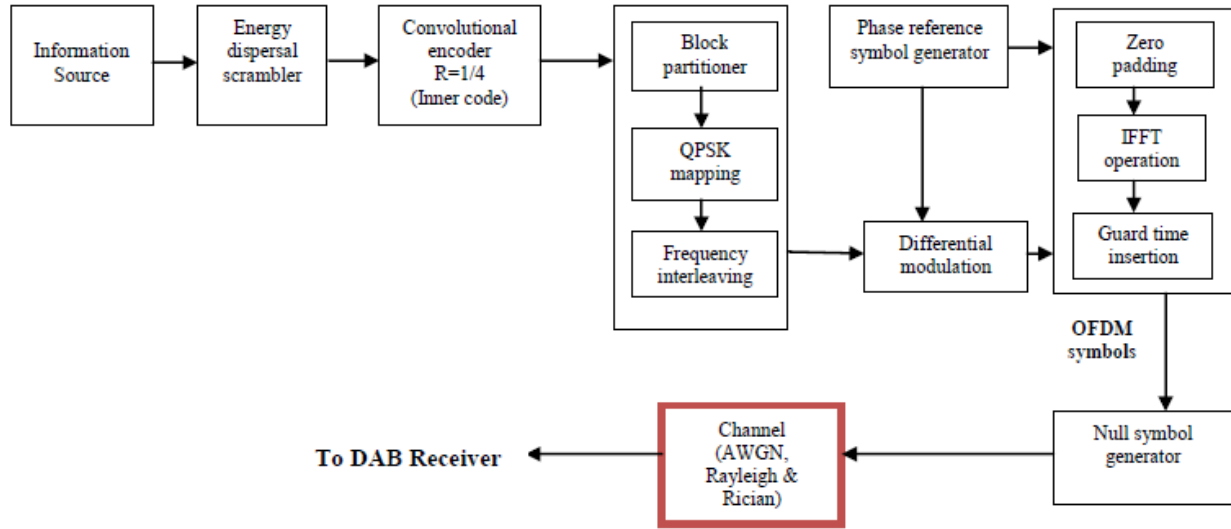 Information
Source
Energy
dispersal
scrambler
Convolutional
encoder
R=1/4
(Inner code)
Block
partitioner
QPSK
mapping
Frequency
interleaving
Phase reference
symbol generator
Differential
modulation
Zero
padding
IFFT
operation
Guard time
insertion
OFDM
symbols
Null symbol
generator
Channel
(AWGN,
Rayleigh &
Rician)
To DAB Receiver